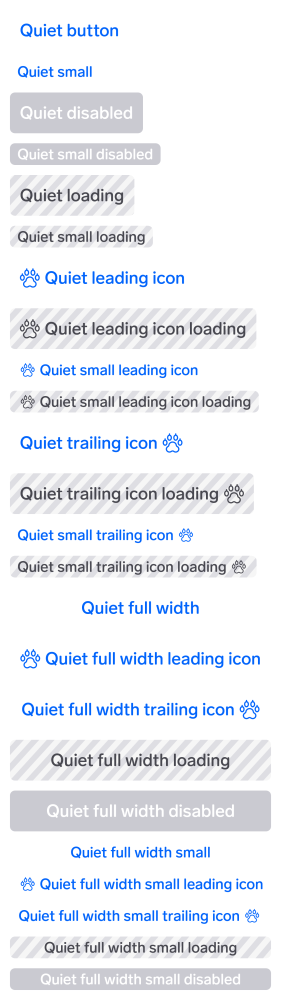 Quiet button
Quiet small
Quiet disabled
Quiet small disabled
Quiet loading
Quiet small loading
Quiet leading icon
Quiet leading icon loading
Quiet small leading icon
Quiet small leading icon loading
Quiet trailing icon
Quiet trailing icon loading
Quiet small trailing icon
Quiet small trailing icon loading
Quiet full width
Quiet full width leading icon
Quiet full width trailing icon
Quiet full width loading
Quiet full width disabled
Quiet full width small
Quiet full width small leading icon
Quiet full width small trailing icon
Quiet full width small loading
Quiet full width small disabled